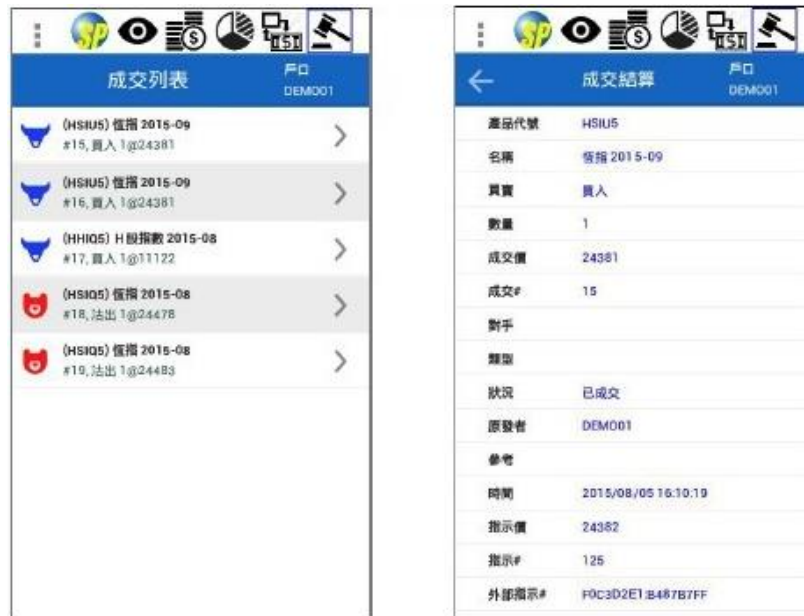 SP
成交列表
戶口
DEMO01
(HSIU5) 恆指 2015-09
#15, 買入 1@24381
(HSIU5) 恆指 2015-09
#16, 買入 1@24381
(HHIQ5) H股指數 2015-08
#17, 買入 1@11122
(HSIQ5) 恆指 2015-08
#18, 沽出 1@24478
(HSIQ5) 恆指 2015-08
#19, 沽出 1@24483
SP
成交結算
戶口
DEMO01
產品代號 HSIU5
名稱 恆指 2015-09
買賣 買入
數量 1
成交價 24381
成交# 15
對手
類型
狀況 已成交
原發者 DEMO01
參考
時間 2015/08/05 16:10:19
指示價 24382
指示# 125
外部指示# F0C3D2E1:B487B7FF